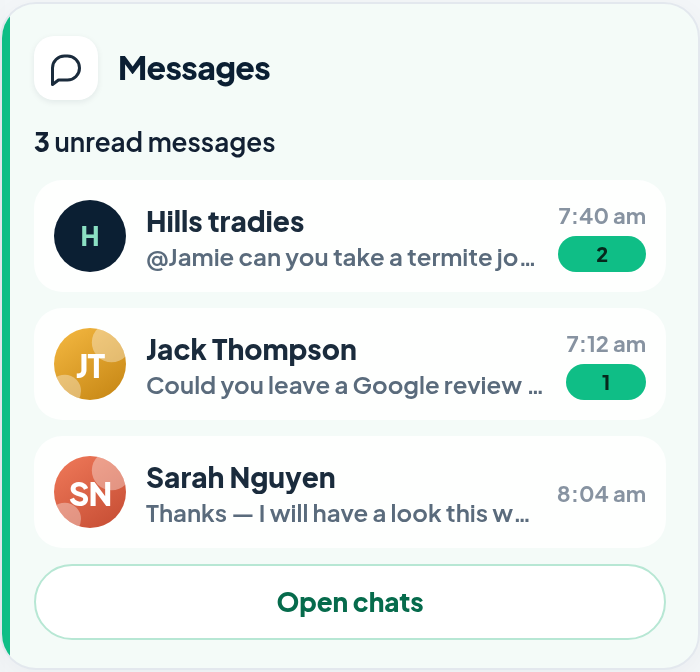 Messages
3 unread messages
H
Hills tradies
7:40 am
@Jamie can you take a termite jo...
2
JT
Jack Thompson
7:12 am
Could you leave a Google review ...
1
SN
Sarah Nguyen
8:04 am
Thanks — I will have a look this w...
Open chats